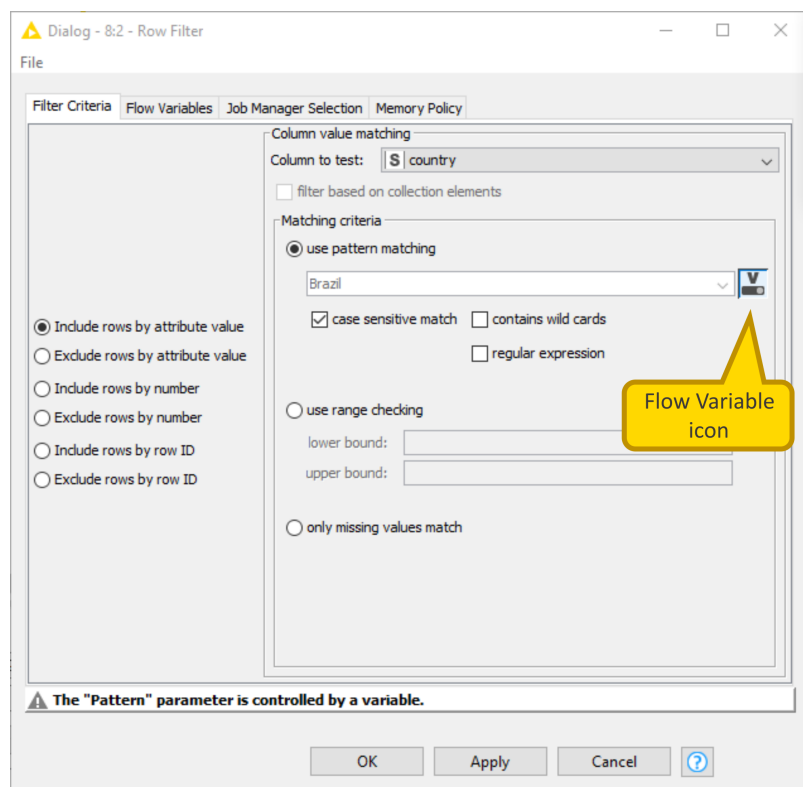 Dialog - 8:2 - Row Filter
File
Filter Criteria Flow Variables Job Manager Selection Memory Policy
Column value matching
Column to test: S country
filter based on collection elements
Matching criteria
use pattern matching
Brazil
V
case sensitive match contains wild cards
regular expression
Include rows by attribute value
Exclude rows by attribute value
Include rows by number
Exclude rows by number
Include rows by row ID
Exclude rows by row ID
use range checking
lower bound:
upper bound:
only missing values match
Flow Variable
icon
The "Pattern" parameter is controlled by a variable.
OK Apply Cancel ?